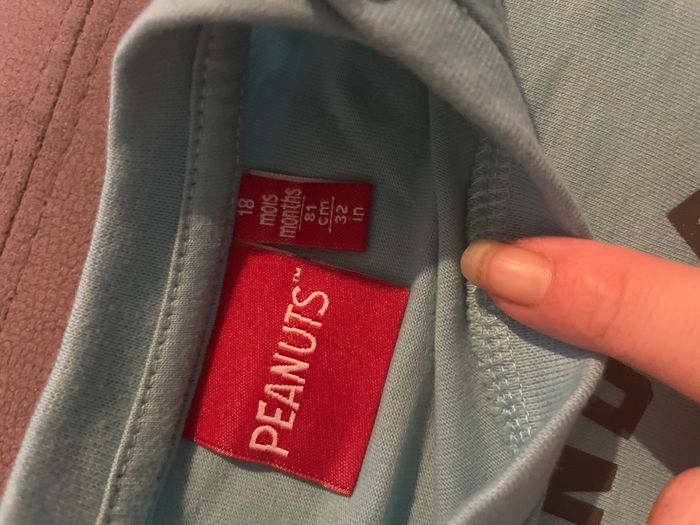 18
mois
months
81
cm
32
in
PEANUTS™